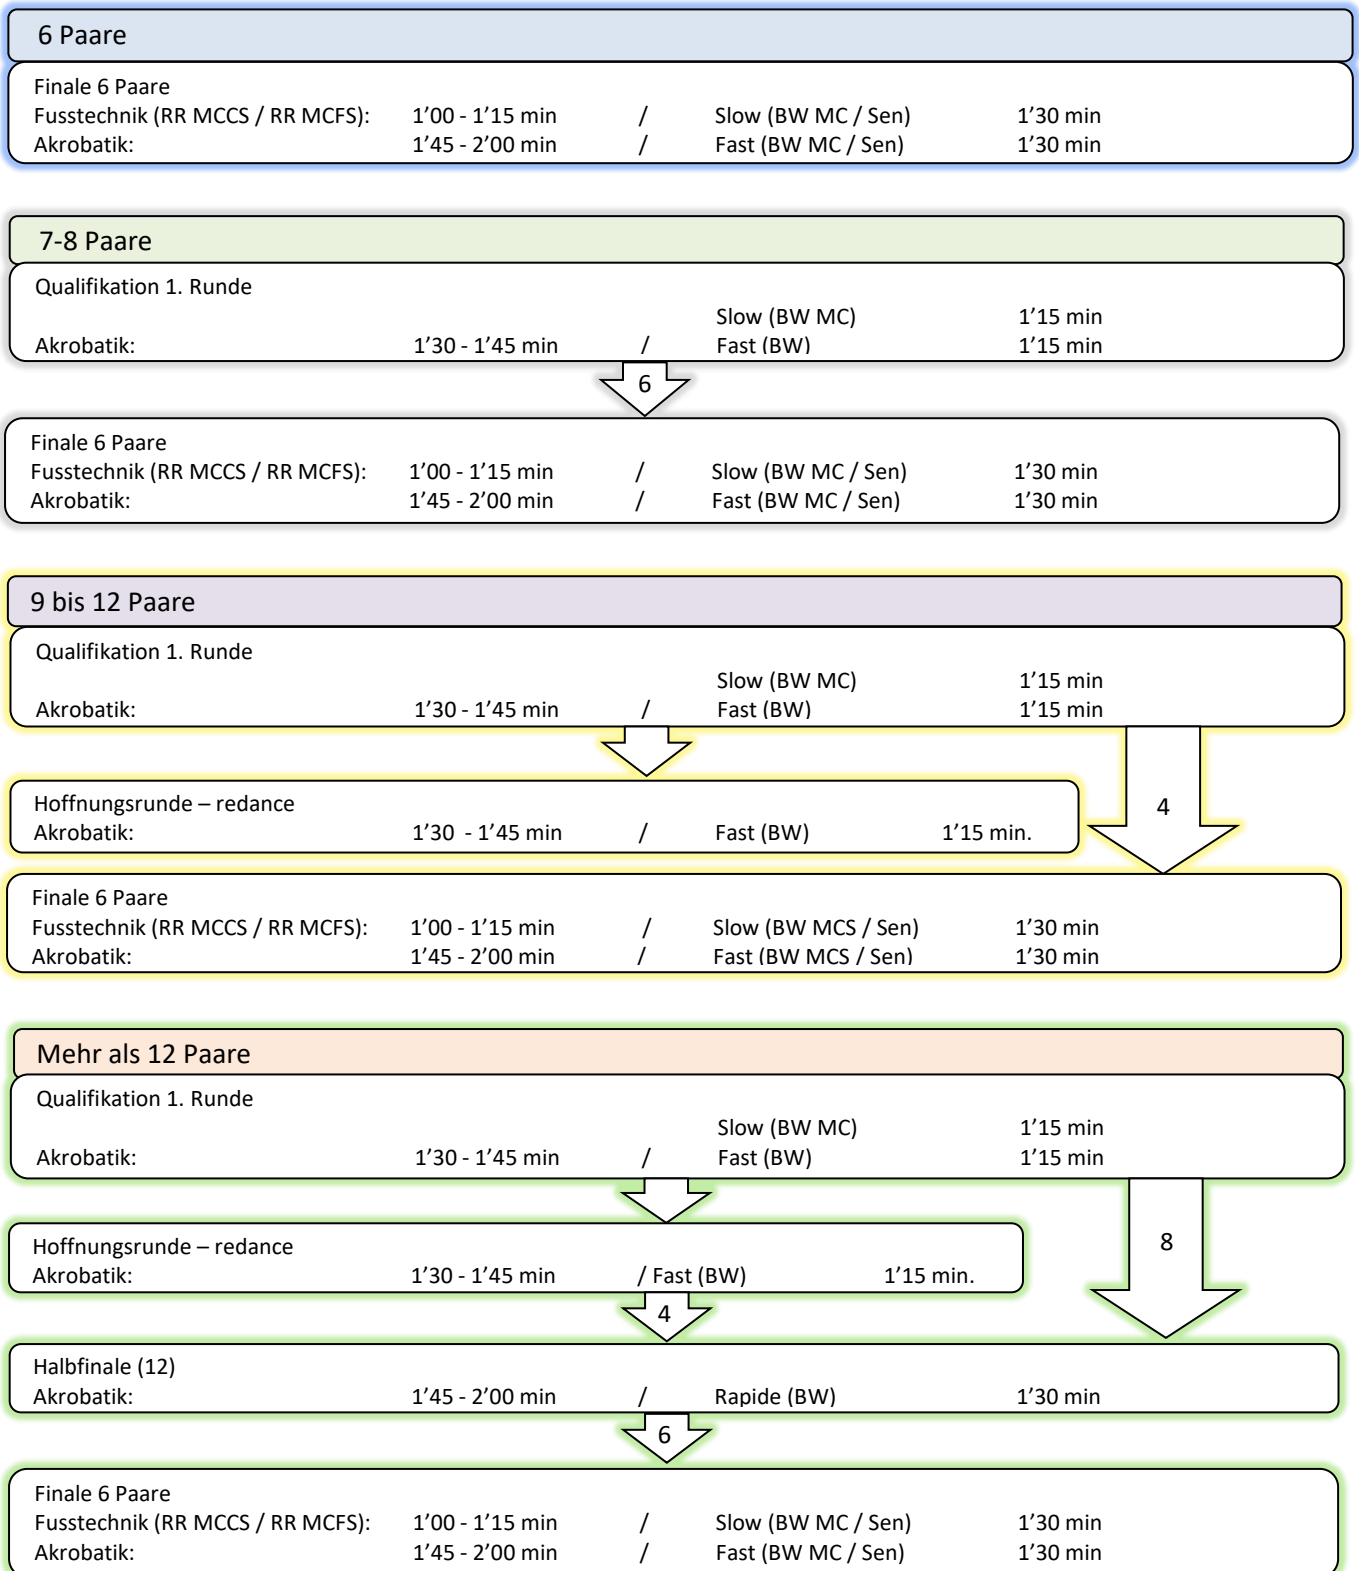 6 Paare
Finale 6 Paare
Fusstechnik (RR MCCS / RR MCFS): 1’00 - 1’15 min / Slow (BW MC / Sen) 1’30 min
Akrobatik: 1’45 - 2’00 min / Fast (BW MC / Sen) 1’30 min
7-8 Paare
Qualifikation 1. Runde
Slow (BW MC) 1’15 min
Akrobatik: 1’30 - 1’45 min / Fast (BW) 1’15 min
6
Finale 6 Paare
Fusstechnik (RR MCCS / RR MCFS): 1’00 - 1’15 min / Slow (BW MC / Sen) 1’30 min
Akrobatik: 1’45 - 2’00 min / Fast (BW MC / Sen) 1’30 min
9 bis 12 Paare
Qualifikation 1. Runde
Slow (BW MC) 1’15 min
Akrobatik: 1’30 - 1’45 min / Fast (BW) 1’15 min
Hoffnungsrunde – redance
4
Akrobatik: 1’30 - 1’45 min / Fast (BW) 1’15 min.
Finale 6 Paare
Fusstechnik (RR MCCS / RR MCFS): 1’00 - 1’15 min / Slow (BW MCS / Sen) 1’30 min
Akrobatik: 1’45 - 2’00 min / Fast (BW MCS / Sen) 1’30 min
Mehr als 12 Paare
Qualifikation 1. Runde
Slow (BW MC) 1’15 min
Akrobatik: 1’30 - 1’45 min / Fast (BW) 1’15 min
8
Hoffnungsrunde – redance
Akrobatik: 1’30 - 1’45 min / Fast (BW) 1’15 min.
4
Halbfinale (12)
Akrobatik: 1’45 - 2’00 min / Rapide (BW) 1’30 min
6
Finale 6 Paare
Fusstechnik (RR MCCS / RR MCFS): 1’00 - 1’15 min / Slow (BW MC / Sen) 1’30 min
Akrobatik: 1’45 - 2’00 min / Fast (BW MC / Sen) 1’30 min